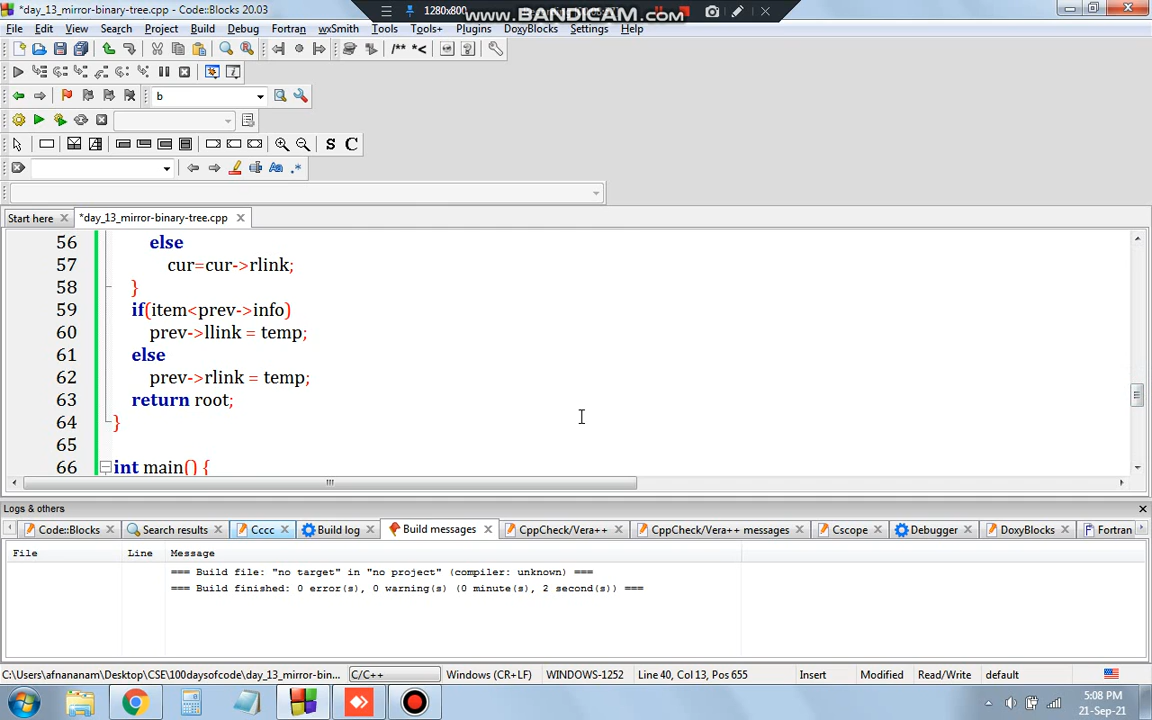 *day_13_mirror-binary-tree.cpp - Code::Blocks 20.03
1280x800
www.BANDICAM.com
File Edit View Search Project Build Debug Fortran wxSmith Tools Tools+ Plugins DoxyBlocks Settings Help
/** *<
b
S C
Aa .*
Start here
*day_13_mirror-binary-tree.cpp
56 else
57 cur=cur->rlink;
58 }
59 if(item<prev->info)
60 prev->llink = temp;
61 else
62 prev->rlink = temp;
63 return root;
64 }
65
66 int main() {
Logs & others
Code::Blocks Search results Cccc Build log Build messages CppCheck/Vera++ CppCheck/Vera++ messages Cscope Debugger DoxyBlocks Fortran
File Line Message
=== Build file: "no target" in "no project" (compiler: unknown) ===
=== Build finished: 0 error(s), 0 warning(s) (0 minute(s), 2 second(s)) ===
C:\Users\afnananam\Desktop\CSE\100daysofcode\day_13_mirror-bin... C/C++ Windows (CR+LF) WINDOWS-1252 Line 40, Col 13, Pos 655 Insert Modified Read/Write default
5:08 PM
21-Sep-21